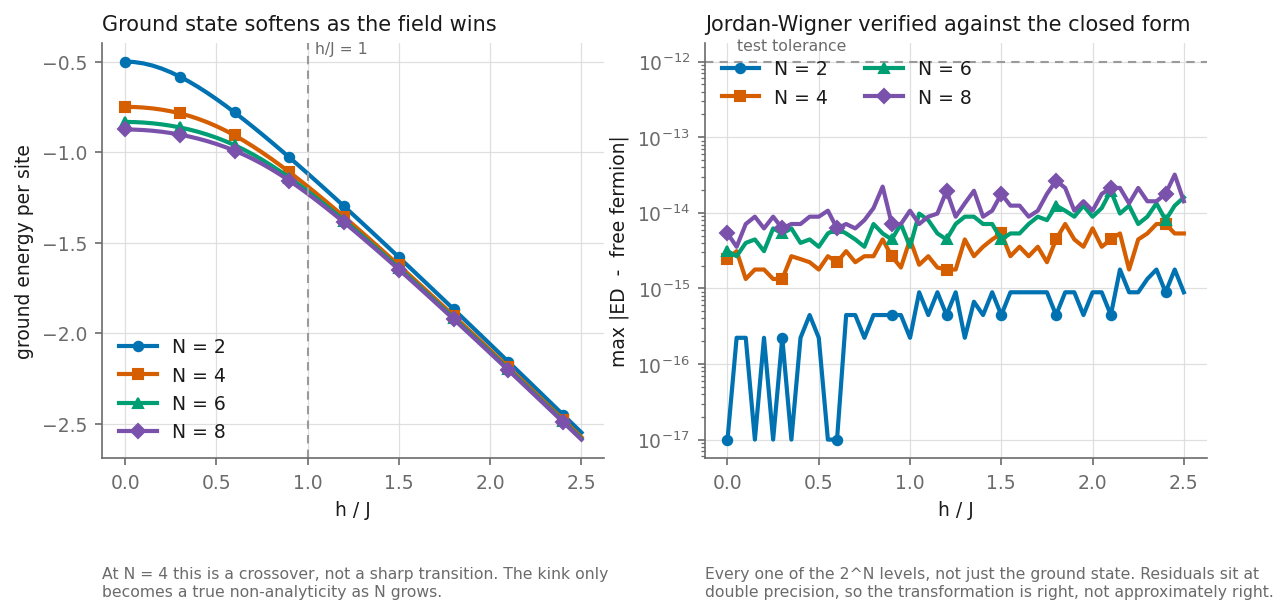 Ground state softens as the field wins
h/J = 1
−0.5
−1.0
−1.5
−2.0
−2.5
ground energy per site
N = 2
N = 4
N = 6
N = 8
0.0 0.5 1.0 1.5 2.0 2.5
h / J
At N = 4 this is a crossover, not a sharp transition. The kink only
becomes a true non-analyticity as N grows.
Jordan-Wigner verified against the closed form
test tolerance
N = 2 N = 6
N = 4 N = 8
10⁻¹²
10⁻¹³
10⁻¹⁴
10⁻¹⁵
10⁻¹⁶
10⁻¹⁷
max |ED - free fermion|
0.0 0.5 1.0 1.5 2.0 2.5
h / J
Every one of the 2^N levels, not just the ground state. Residuals sit at
double precision, so the transformation is right, not approximately right.